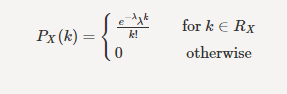 P_X(k) = { e^{-λ} λ^k / k!    for k ∈ R_X
0    otherwise